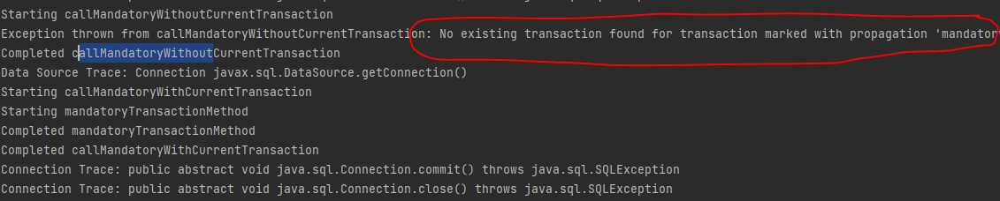 Starting callMandatoryWithoutCurrentTransaction
Exception thrown from callMandatoryWithoutCurrentTransaction: No existing transaction found for transaction marked with propagation 'mandator
Completed callMandatoryWithoutCurrentTransaction
Data Source Trace: Connection javax.sql.DataSource.getConnection()
Starting callMandatoryWithCurrentTransaction
Starting mandatoryTransactionMethod
Completed mandatoryTransactionMethod
Completed callMandatoryWithCurrentTransaction
Connection Trace: public abstract void java.sql.Connection.commit() throws java.sql.SQLException
Connection Trace: public abstract void java.sql.Connection.close() throws java.sql.SQLException